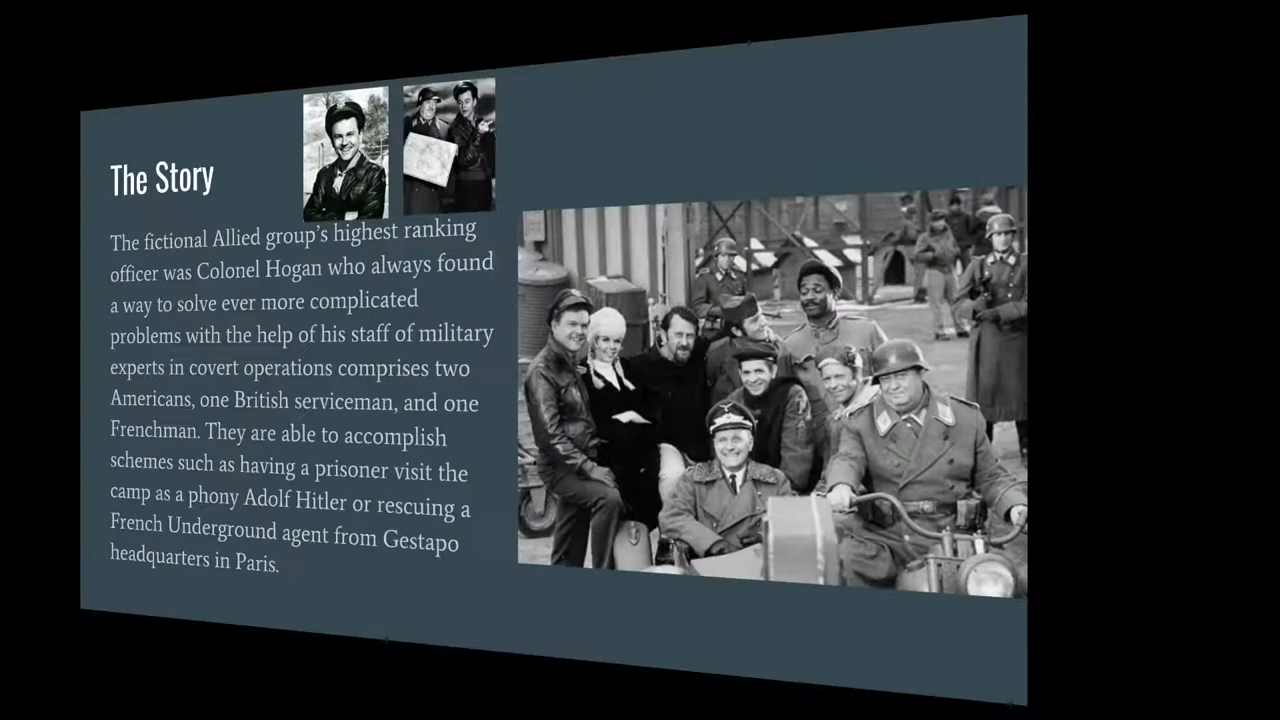 The Story
The fictional Allied group’s highest ranking
officer was Colonel Hogan who always found
a way to solve ever more complicated
problems with the help of his staff of military
experts in covert operations comprises two
Americans, one British serviceman, and one
Frenchman. They are able to accomplish
schemes such as having a prisoner visit the
camp as a phony Adolf Hitler or rescuing a
French Underground agent from Gestapo
headquarters in Paris.